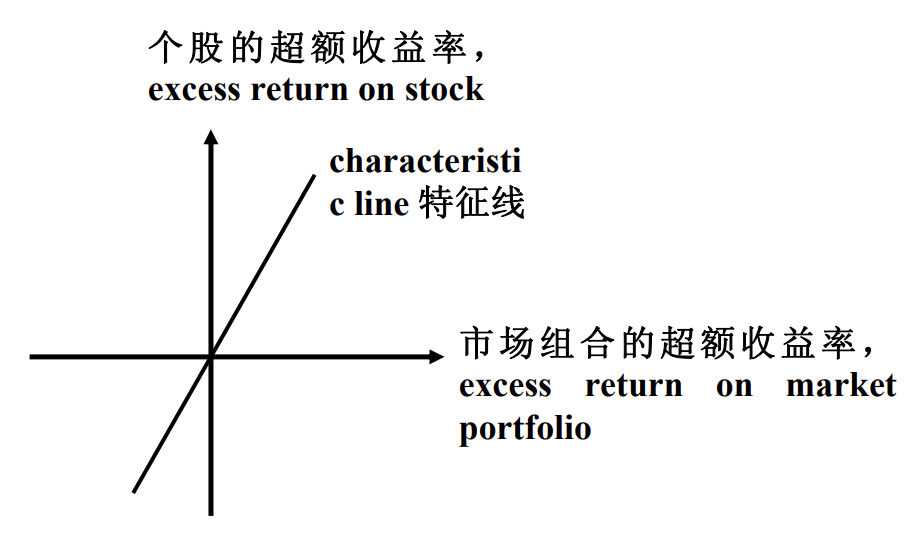 个股的超额收益率，
excess return on stock
characteristi
c line 特征线
市场组合的超额收益率，
excess return on market
portfolio